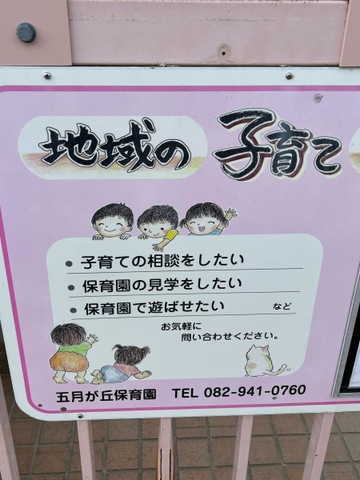 地域の子育て
● 子育ての相談をしたい
● 保育園の見学をしたい
● 保育園で遊ばせたい など
お気軽に
問い合わせください。
五月が丘保育園 TEL 082-941-0760